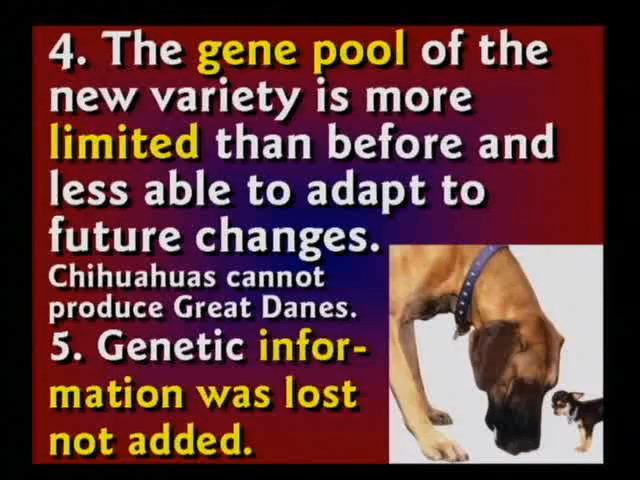 4. The gene pool of the
new variety is more
limited than before and
less able to adapt to
future changes.
Chihuahuas cannot
produce Great Danes.
5. Genetic infor-
mation was lost
not added.